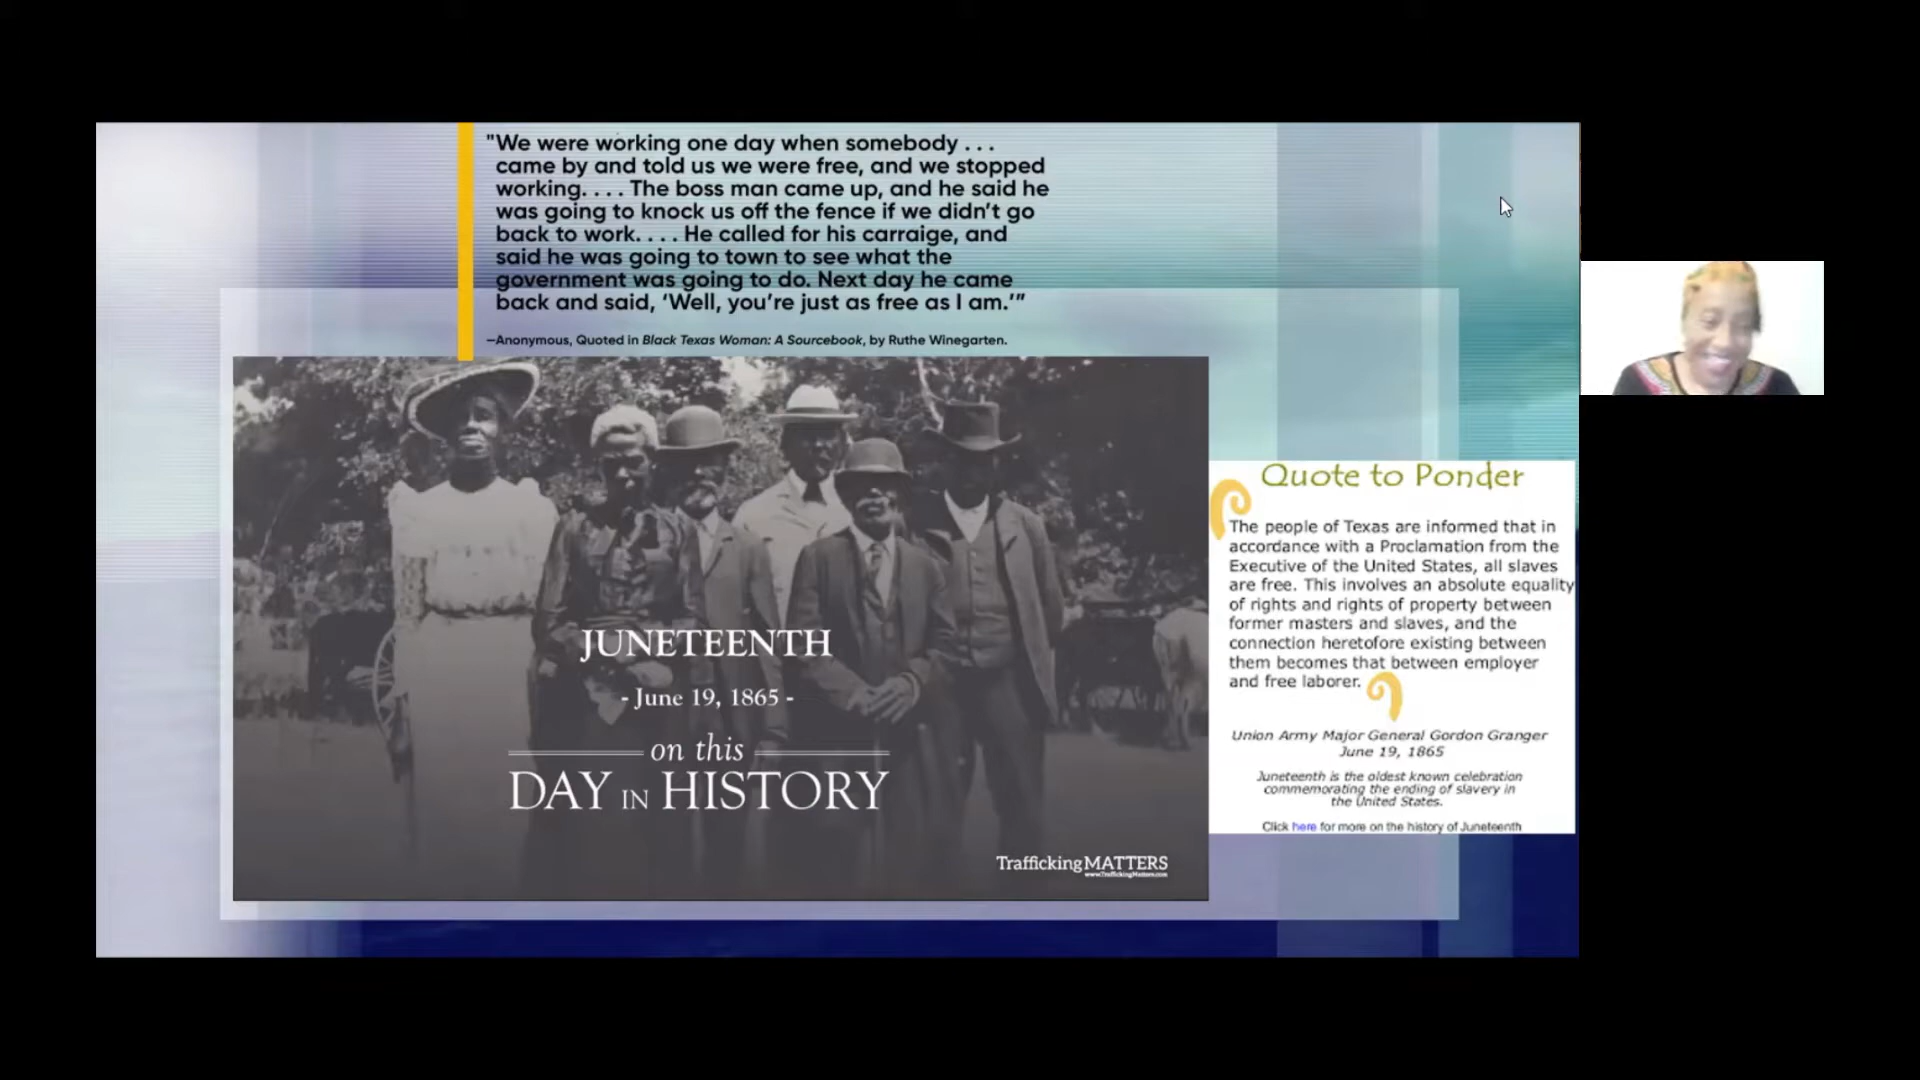 "We were working one day when somebody . . .
came by and told us we were free, and we stopped
working. . . . The boss man came up, and he said he
was going to knock us off the fence if we didn’t go
back to work. . . . He called for his carraige, and
said he was going to town to see what the
government was going to do. Next day he came
back and said, ‘Well, you’re just as free as I am.’”
—Anonymous, Quoted in Black Texas Woman: A Sourcebook, by Ruthe Winegarten.
JUNETEENTH
- June 19, 1865 -
on this
DAY IN HISTORY
TraffickingMATTERS
www.TraffickingMatters.com
Quote to Ponder
The people of Texas are informed that in
accordance with a Proclamation from the
Executive of the United States, all slaves
are free. This involves an absolute equality
of rights and rights of property between
former masters and slaves, and the
connection heretofore existing between
them becomes that between employer
and free laborer.
Union Army Major General Gordon Granger
June 19, 1865
Juneteenth is the oldest known celebration
commemorating the ending of slavery in
the United States.
Click here for more on the history of Juneteenth